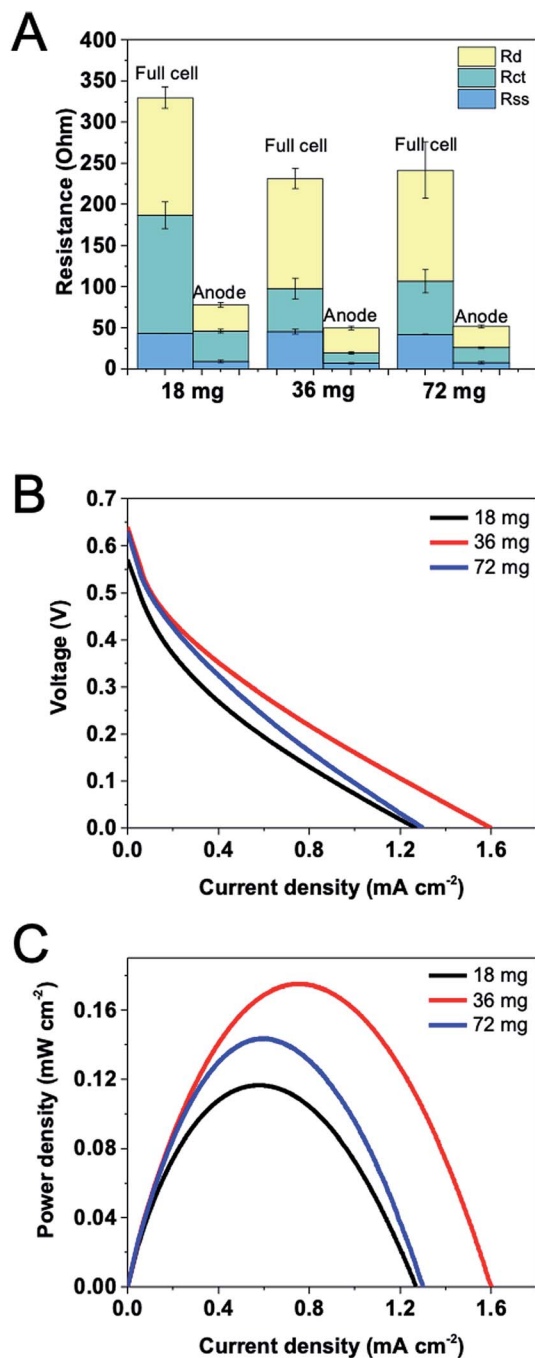 A
400
350
300
250
200
150
100
50
0
Resistance (Ohm)
Rd
Rct
Rss
Full cell
Anode
Full cell
Anode
Full cell
Anode
18 mg
36 mg
72 mg
B
0.7
0.6
0.5
0.4
0.3
0.2
0.1
0.0
Voltage (V)
18 mg
36 mg
72 mg
0.0 0.4 0.8 1.2 1.6
Current density (mA cm⁻²)
C
0.16
0.12
0.08
0.04
0.00
Power density (mW cm⁻²)
18 mg
36 mg
72 mg
0.0 0.4 0.8 1.2 1.6
Current density (mA cm⁻²)